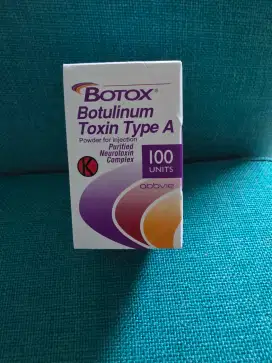 BOTOX®
Botulinum
Toxin Type A
Powder for injection
Purified
Neurotoxin
Complex
K
100
UNITS
abbvie